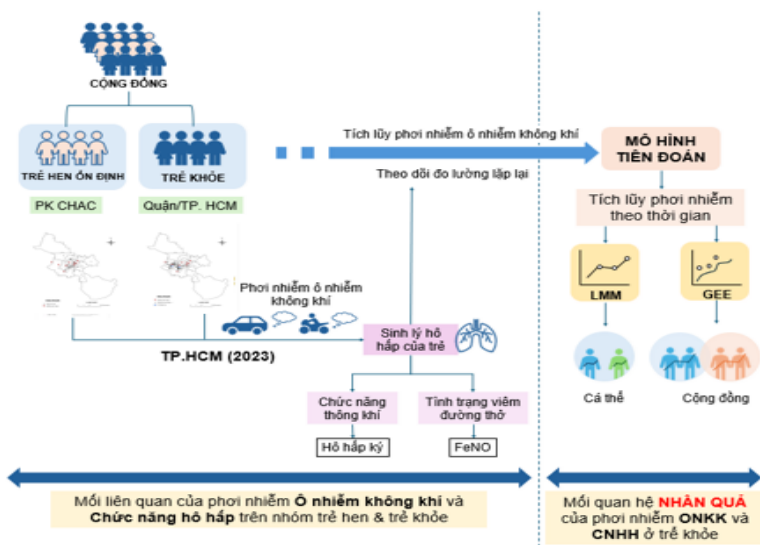 CỘNG ĐỒNG
TRẺ HEN ỔN ĐỊNH
TRẺ KHỎE
PK CHAC
Quận/TP. HCM
Tích lũy phơi nhiễm ô nhiễm không khí
Theo dõi đo lường lặp lại
MÔ HÌNH
TIÊN ĐOÁN
Tích lũy phơi nhiễm
theo thời gian
LMM
GEE
Cá thể
Cộng đồng
Phơi nhiễm ô nhiễm
không khí
TP.HCM (2023)
Sinh lý hô
hấp của trẻ
Chức năng
thông khí
Tình trạng viêm
đường thở
Hô hấp ký
FeNO
Mối liên quan của phơi nhiễm Ô nhiễm không khí và
Chức năng hô hấp trên nhóm trẻ hen & trẻ khỏe
Mối quan hệ NHÂN QUẢ
của phơi nhiễm ONKK và
CNHH ở trẻ khỏe